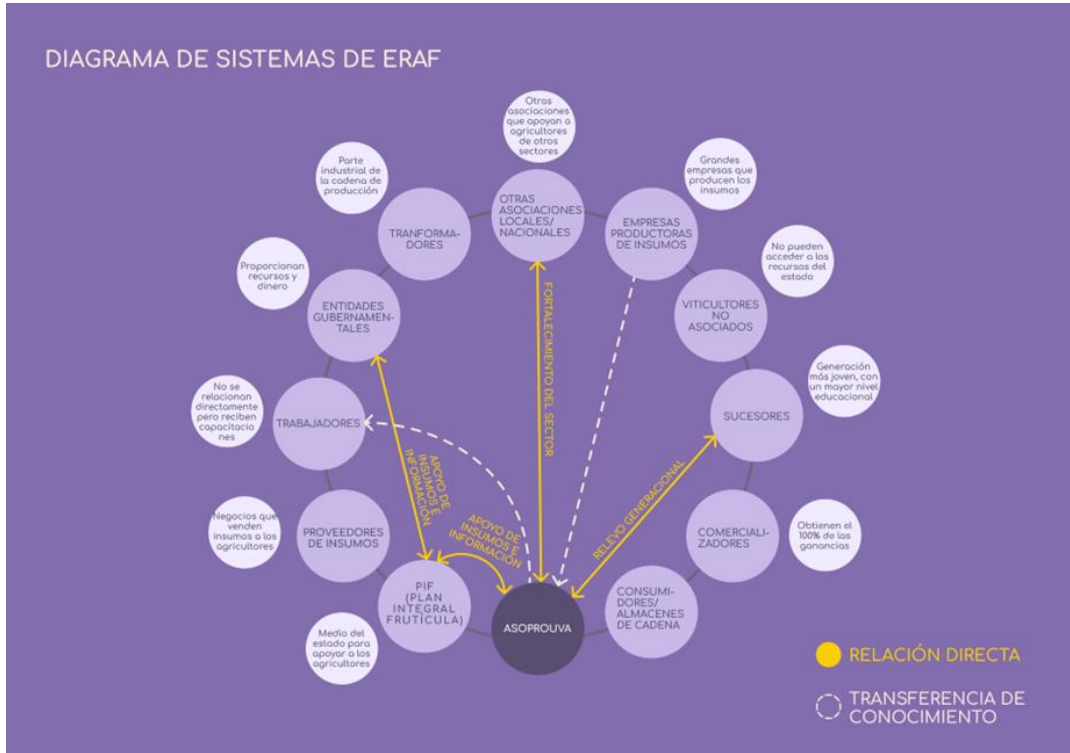 DIAGRAMA DE SISTEMAS DE ERAF
Otras
asociaciones
que apoyan a
agricultores
de otros
sectores
Parte
industrial de
la cadena de
producción
Grandes
empresas que
producen los
insumos
OTRAS
ASOCIACIONES
LOCALES/
NACIONALES
TRANFORMA-
DORES
EMPRESAS
PRODUCTORAS
DE INSUMOS
Proporcionan
recursos y
dinero
No pueden
acceder a los
recursos del
estado
ENTIDADES
GUBERNAMEN-
TALES
VITICULTORES
NO
ASOCIADOS
FORTALECIMIENTO DEL SECTOR
No se
relacionan
directamente
pero reciben
capacitacio
nes
TRABAJADORES
Generación
más joven, con
un mayor nivel
educacional
SUCESORES
APOYO DE
INSUMOS E
INFORMACIÓN
APOYO DE
INSUMOS E
INFORMACIÓN
RELEVO GENERACIONAL
Negocios que
venden
insumos a los
agricultores
PROVEEDORES
DE INSUMOS
COMERCIALI-
ZADORES
Obtienen el
100% de las
ganancias
PIF
(PLAN
INTEGRAL
FRUTÍCULA)
ASOPROUVA
CONSUMI-
DORES/
ALMACENES
DE CADENA
Medio del
estado para
apoyar a los
agricultores
RELACIÓN DIRECTA
TRANSFERENCIA DE
CONOCIMIENTO